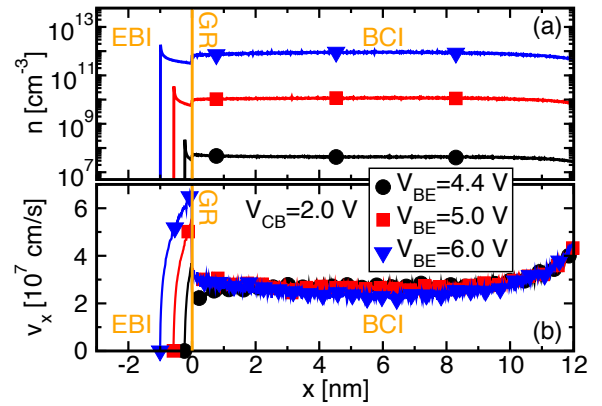 10^13
10^11
10^9
10^7
n [cm^-3]
EBI
GR
BCI
(a)
6
4
2
0
v_x [10^7 cm/s]
GR
V_CB=2.0 V
V_BE=4.4 V
V_BE=5.0 V
V_BE=6.0 V
EBI
BCI
(b)
-2 0 2 4 6 8 10 12
x [nm]